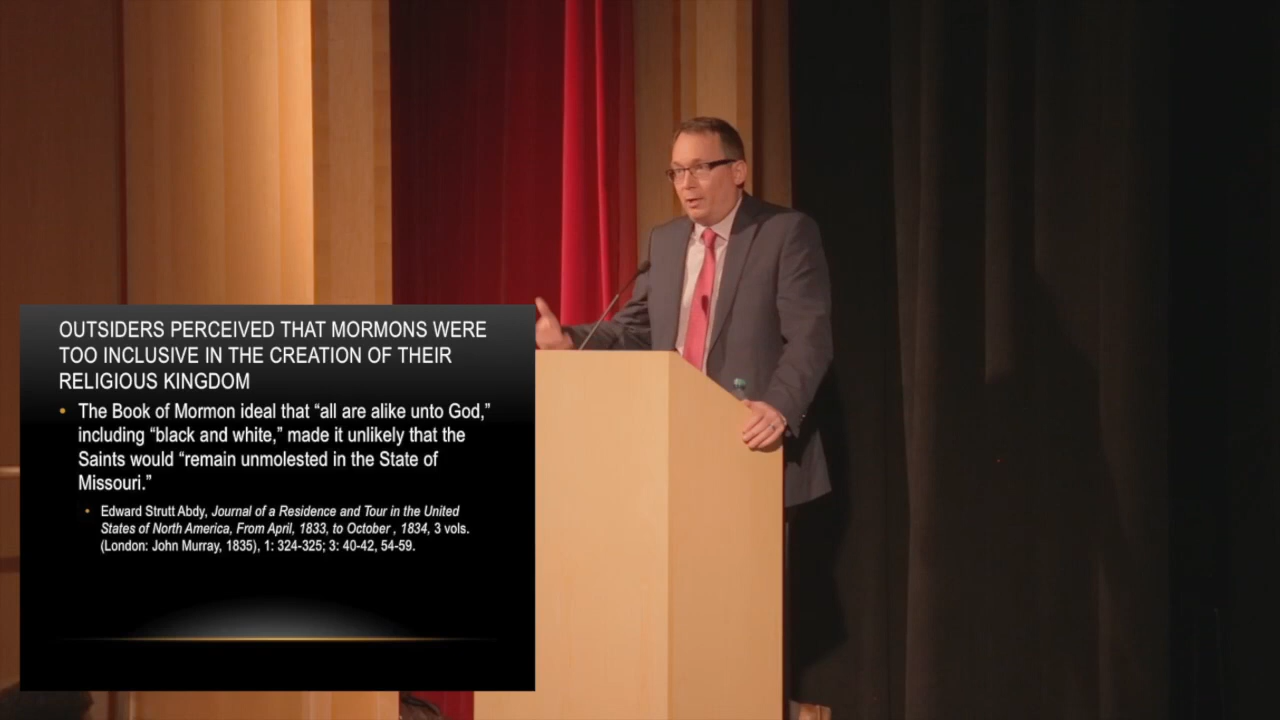 OUTSIDERS PERCEIVED THAT MORMONS WERE
TOO INCLUSIVE IN THE CREATION OF THEIR
RELIGIOUS KINGDOM
• The Book of Mormon ideal that “all are alike unto God,”
including “black and white,” made it unlikely that the
Saints would “remain unmolested in the State of
Missouri.”
• Edward Strutt Abdy, Journal of a Residence and Tour in the United
States of North America, From April, 1833, to October , 1834, 3 vols.
(London: John Murray, 1835), 1: 324-325; 3: 40-42, 54-59.